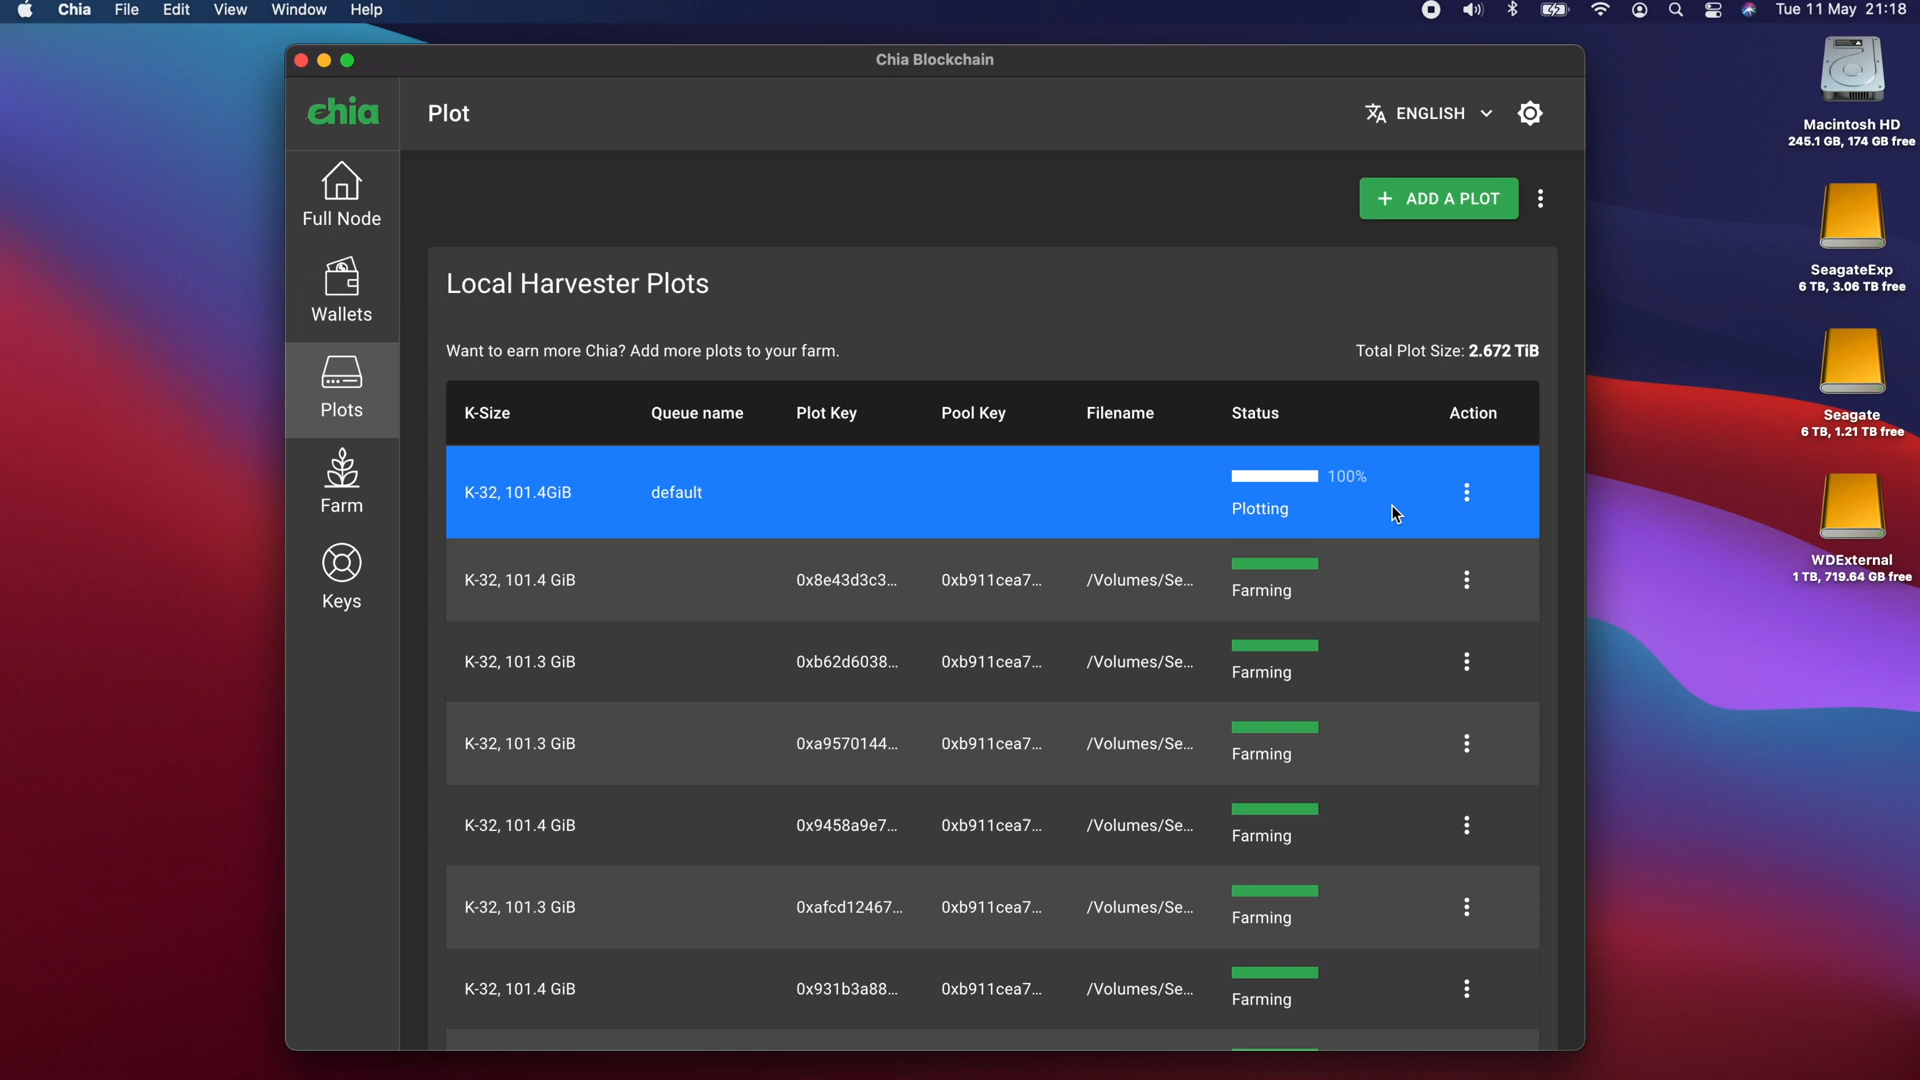 Chia File Edit View Window Help Tue 11 May 21:18
Chia Blockchain
chia Plot ENGLISH
Full Node
Wallets
Plots
Farm
Keys
+ ADD A PLOT
Local Harvester Plots
Want to earn more Chia? Add more plots to your farm. Total Plot Size: 2.672 TiB
K-Size Queue name Plot Key Pool Key Filename Status Action
K-32, 101.4GiB default 100%
Plotting
K-32, 101.4 GiB 0x8e43d3c3... 0xb911cea7... /Volumes/Se...
Farming
K-32, 101.3 GiB 0xb62d6038... 0xb911cea7... /Volumes/Se...
Farming
K-32, 101.3 GiB 0xa9570144... 0xb911cea7... /Volumes/Se...
Farming
K-32, 101.4 GiB 0x9458a9e7... 0xb911cea7... /Volumes/Se...
Farming
K-32, 101.3 GiB 0xafcd12467... 0xb911cea7... /Volumes/Se...
Farming
K-32, 101.4 GiB 0x931b3a88... 0xb911cea7... /Volumes/Se...
Farming
Macintosh HD
245.1 GB, 174 GB free
SeagateExp
6 TB, 3.06 TB free
Seagate
6 TB, 1.21 TB free
WDExternal
1 TB, 719.64 GB free